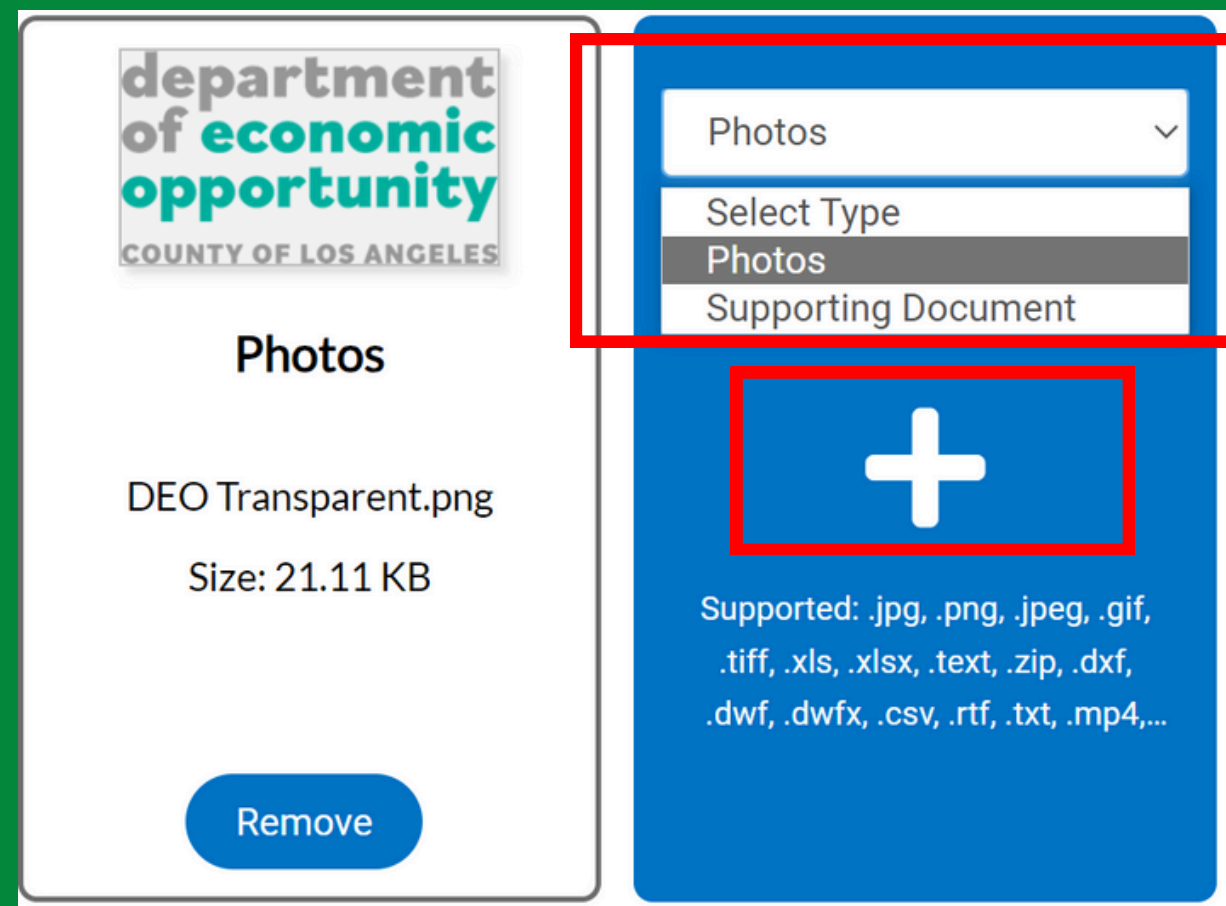 department
of economic
opportunity
COUNTY OF LOS ANGELES
Photos
DEO Transparent.png
Size: 21.11 KB
Remove
Photos
Select Type
Photos
Supporting Document
Supported: .jpg, .png, .jpeg, .gif,
.tiff, .xls, .xlsx, .text, .zip, .dxf,
.dwf, .dwfx, .csv, .rtf, .txt, .mp4,...